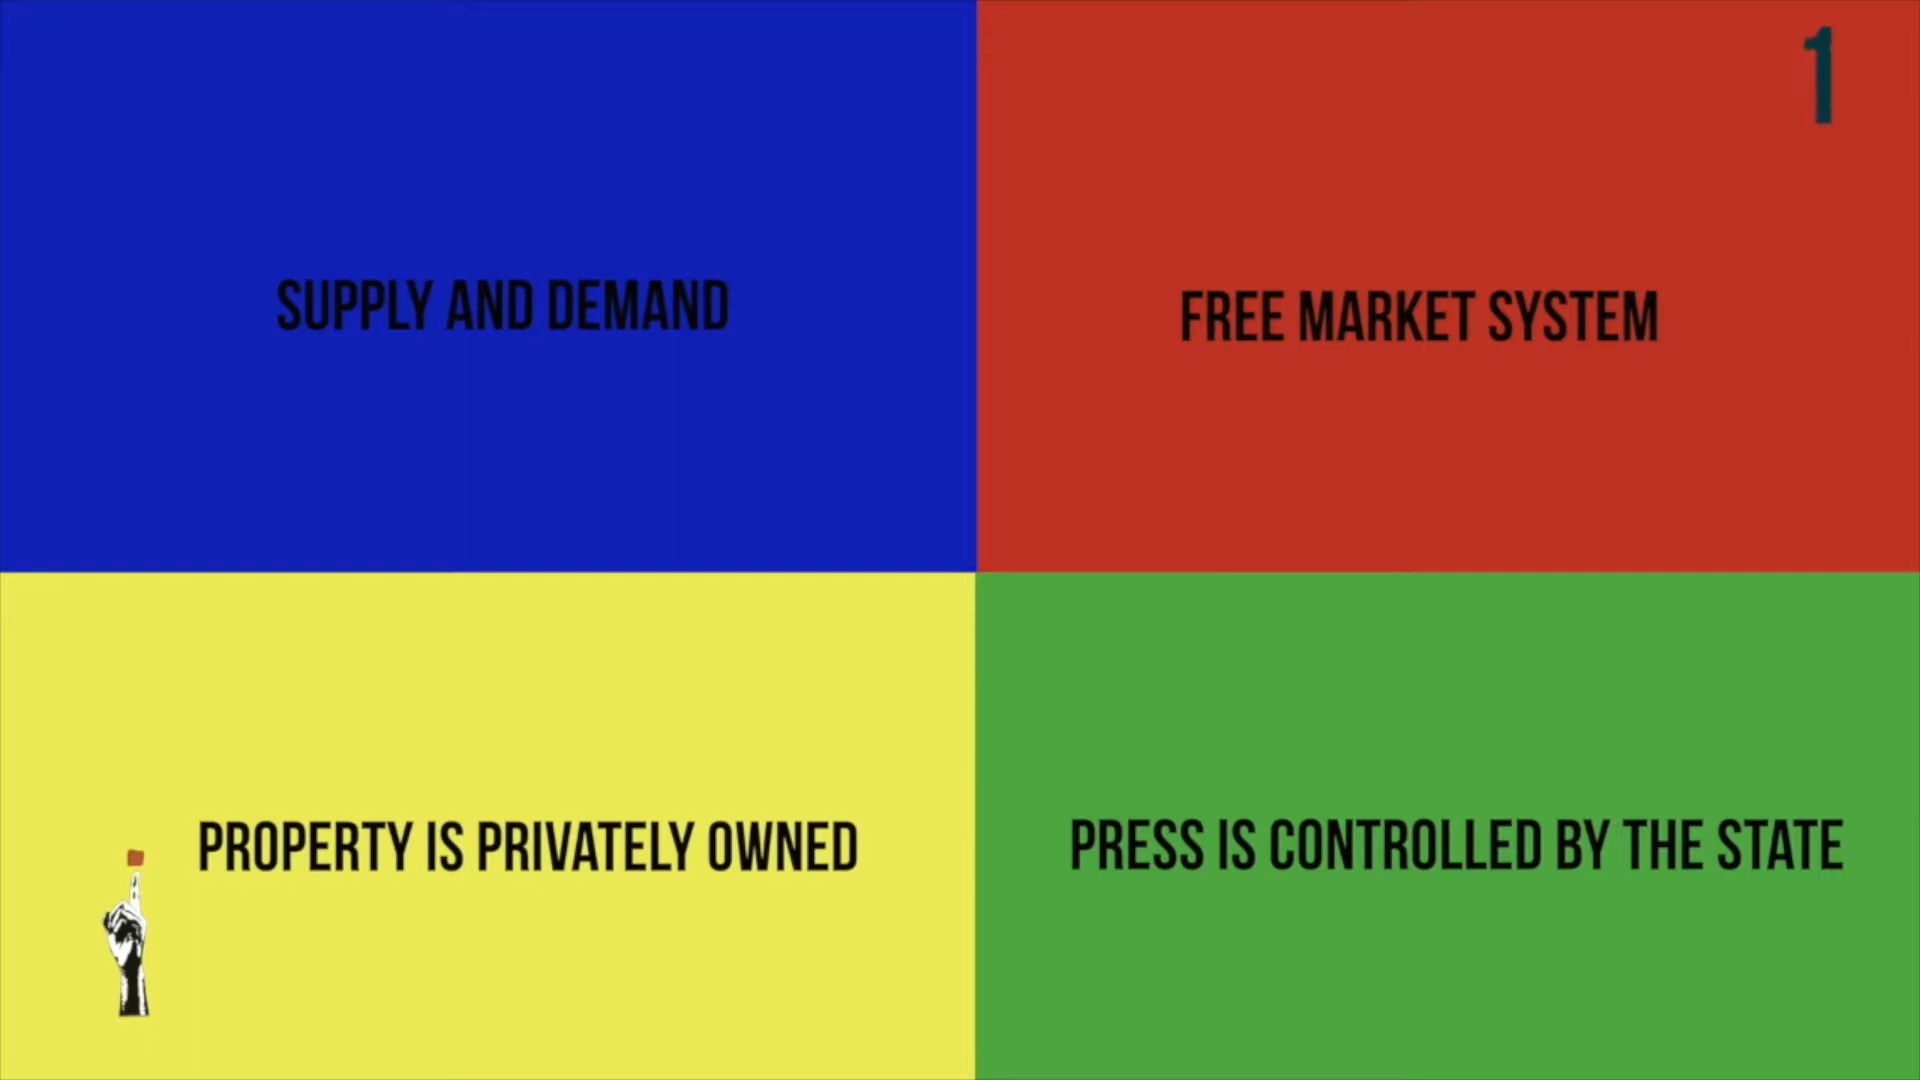 1
SUPPLY AND DEMAND
FREE MARKET SYSTEM
PROPERTY IS PRIVATELY OWNED
PRESS IS CONTROLLED BY THE STATE